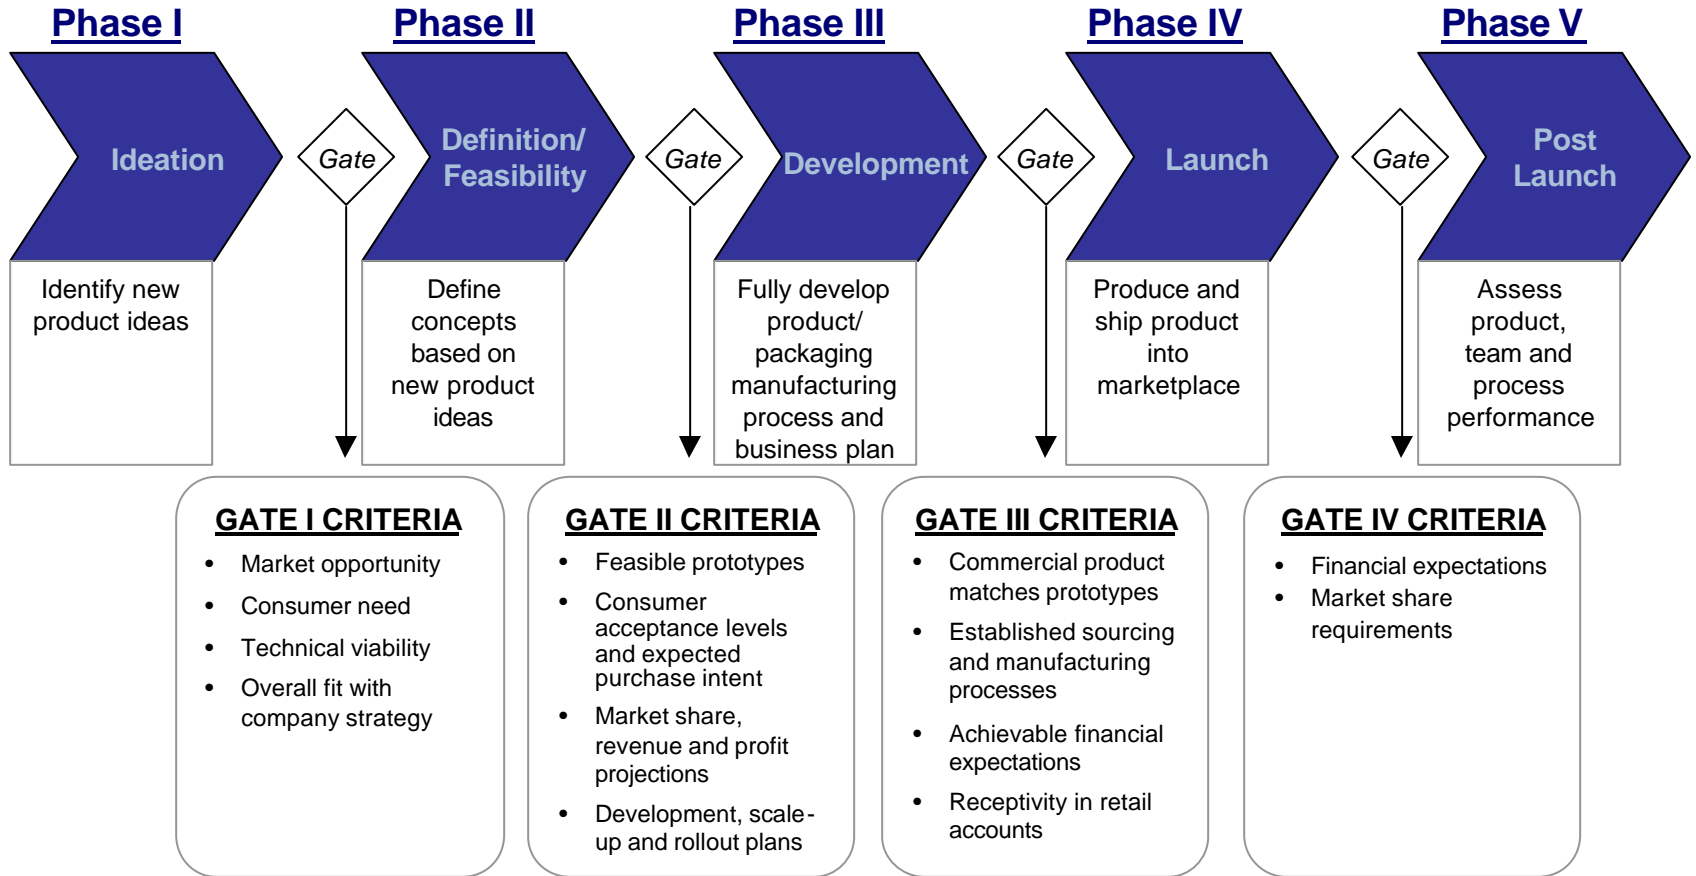 Phase I
Phase II
Phase III
Phase IV
Phase V
Ideation
Gate
Definition/
Feasibility
Gate
Development
Gate
Launch
Gate
Post
Launch
Identify new
product ideas
Define
concepts
based on
new product
ideas
Fully develop
product/
packaging
manufacturing
process and
business plan
Produce and
ship product
into
marketplace
Assess
product,
team and
process
performance
GATE I CRITERIA
• Market opportunity
• Consumer need
• Technical viability
• Overall fit with
company strategy
GATE II CRITERIA
• Feasible prototypes
• Consumer
acceptance levels
and expected
purchase intent
• Market share,
revenue and profit
projections
• Development, scale-
up and rollout plans
GATE III CRITERIA
• Commercial product
matches prototypes
• Established sourcing
and manufacturing
processes
• Achievable financial
expectations
• Receptivity in retail
accounts
GATE IV CRITERIA
• Financial expectations
• Market share
requirements